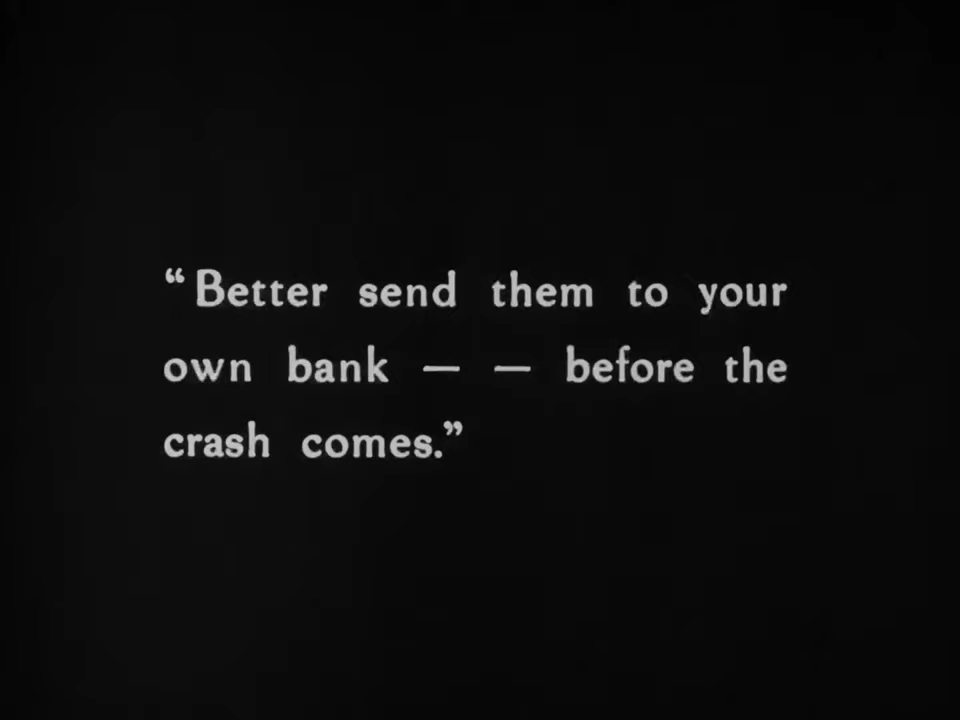 “Better send them to your
own bank — — before the
crash comes.”